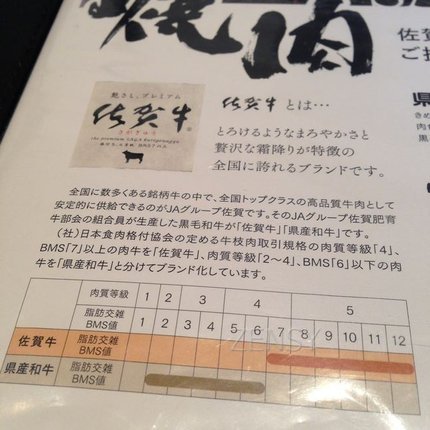 焼肉
佐賀
ご提
艶さし、プレミアム
佐賀牛
さがぎゅう
佐賀牛とは…
県
きめ
肉
黒
とろけるようなまろやかさと
贅沢な霜降りが特徴の
全国に誇れるブランドです。
全国に数多くある銘柄牛の中で、全国トップクラスの高品質牛肉として
安定的に供給できるのがJAグループ佐賀です。そのJAグループ佐賀肥育
牛部会の組合員が生産した黒毛和牛が「佐賀牛」「県産和牛」です。
(社)日本食肉格付協会の定める牛枝肉取引規格の肉質等級「4」、
BMS「7」以上の肉牛を「佐賀牛」、肉質等級「2〜4」、BMS「6」以下の肉
牛を「県産和牛」と分けてブランド化しています。
肉質等級 1 2 3 4 5
脂肪交雑 BMS値 1 2 3 4 5 6 7 8 9 10 11 12
佐賀牛 脂肪交雑 BMS値
県産和牛 脂肪交雑 BMS値